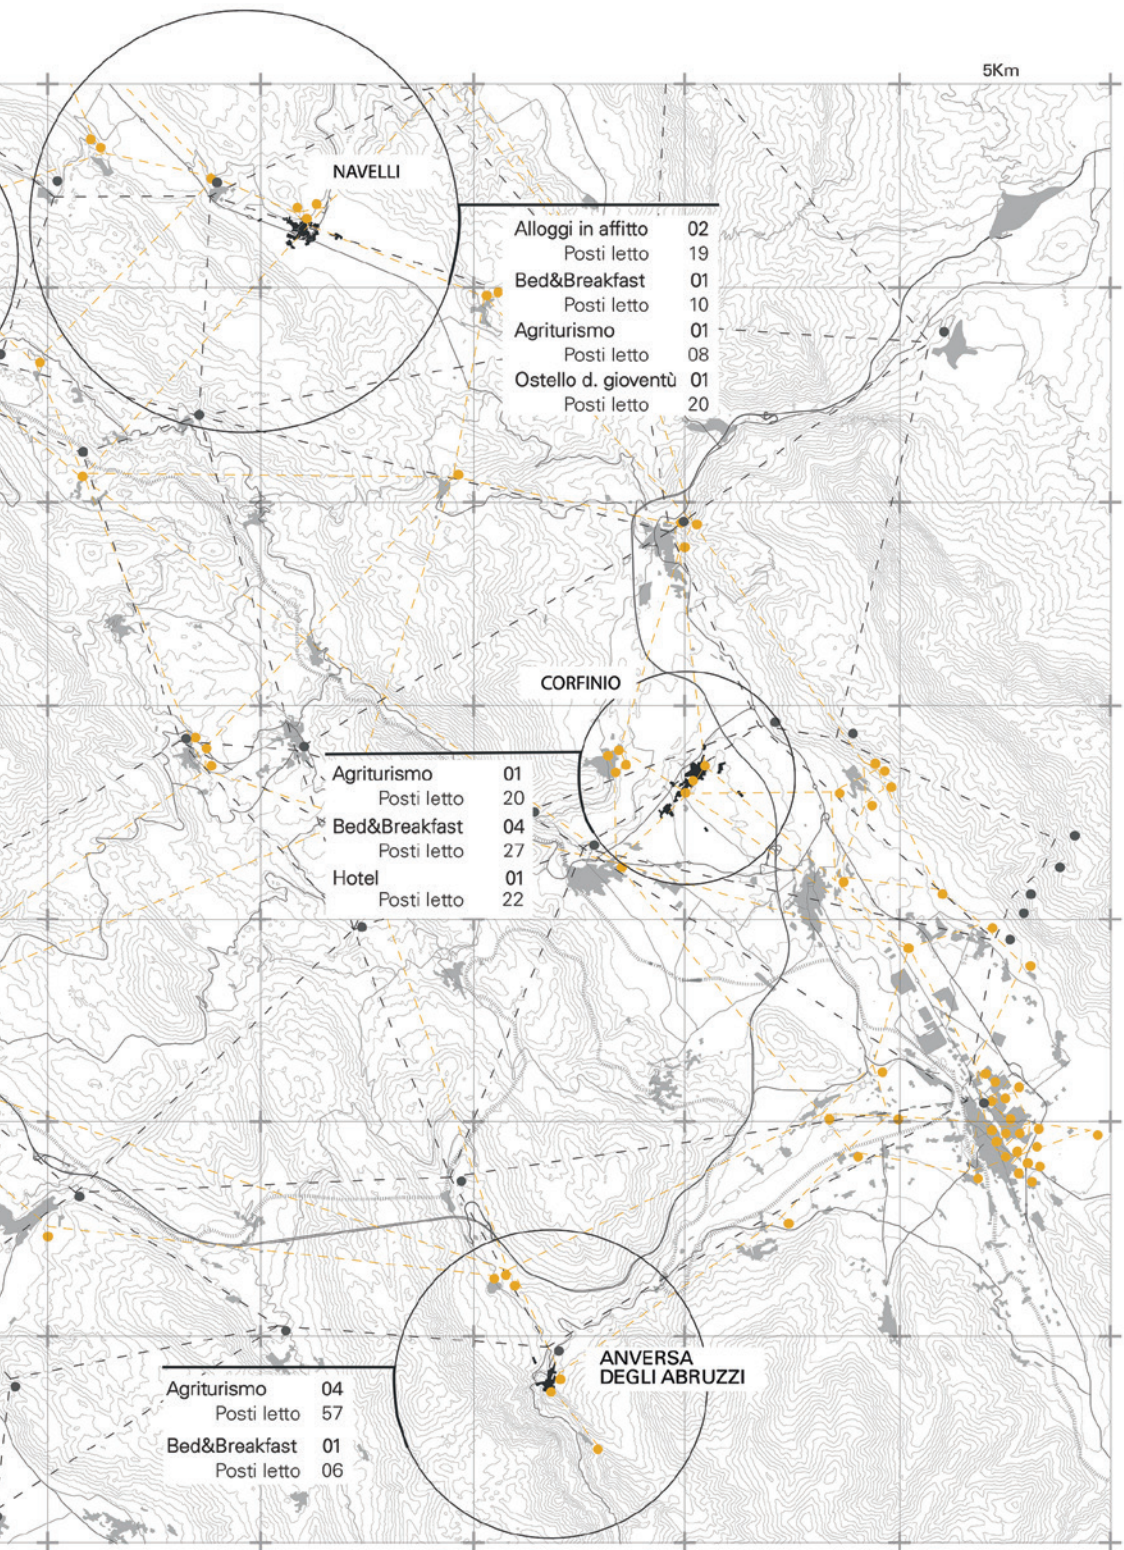 5Km
NAVELLI
Alloggi in affitto 02
Posti letto 19
Bed&Breakfast 01
Posti letto 10
Agriturismo 01
Posti letto 08
Ostello d. gioventù 01
Posti letto 20
CORFINIO
Agriturismo 01
Posti letto 20
Bed&Breakfast 04
Posti letto 27
Hotel 01
Posti letto 22
ANVERSA
DEGLI ABRUZZI
Agriturismo 04
Posti letto 57
Bed&Breakfast 01
Posti letto 06